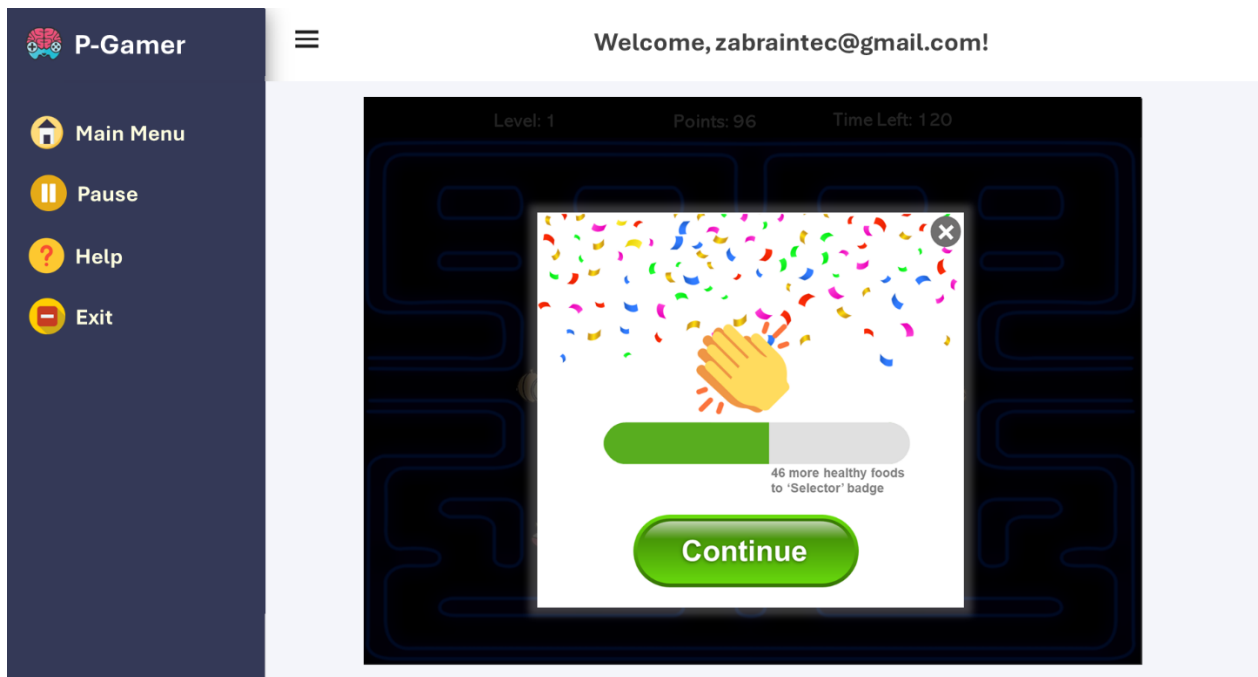 P-Gamer
Welcome, zabraintec@gmail.com!
Main Menu
Pause
Help
Exit
Level: 1 Points: 96 Time Left: 120
46 more healthy foods
to ‘Selector’ badge
Continue